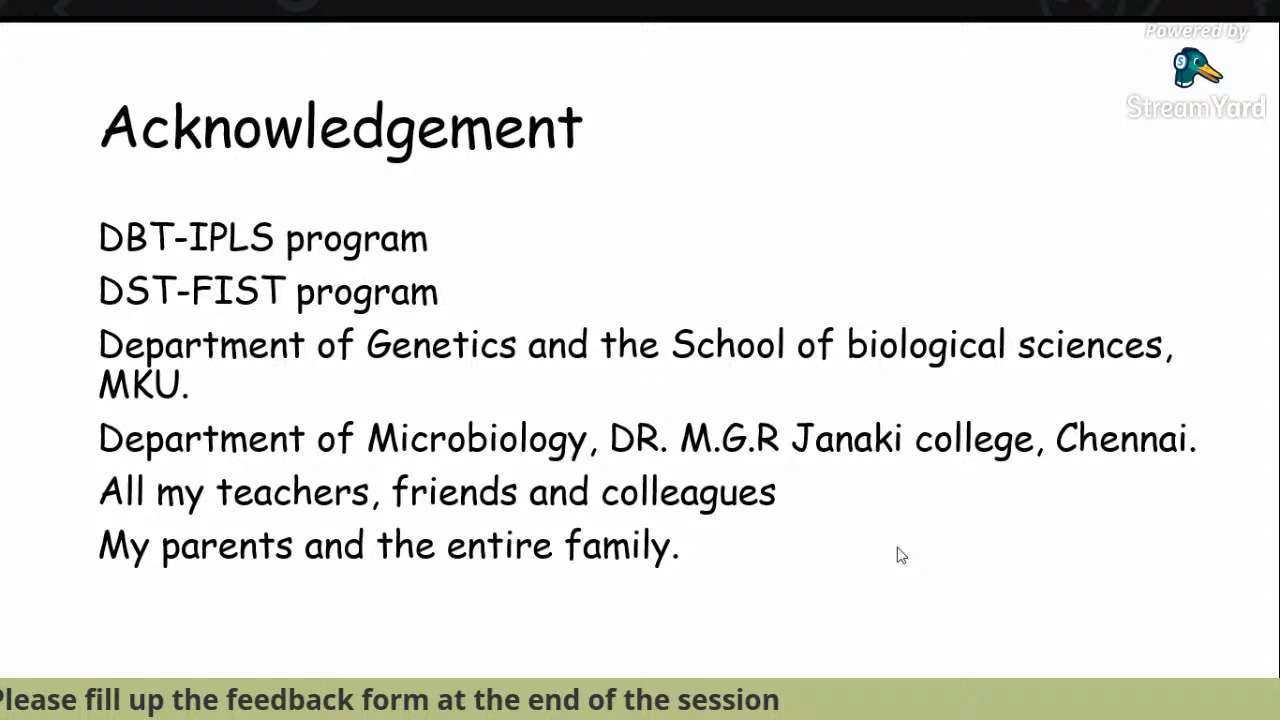 Powered by
StreamYard
Acknowledgement
DBT-IPLS program
DST-FIST program
Department of Genetics and the School of biological sciences,
MKU.
Department of Microbiology, DR. M.G.R Janaki college, Chennai.
All my teachers, friends and colleagues
My parents and the entire family.
Please fill up the feedback form at the end of the session